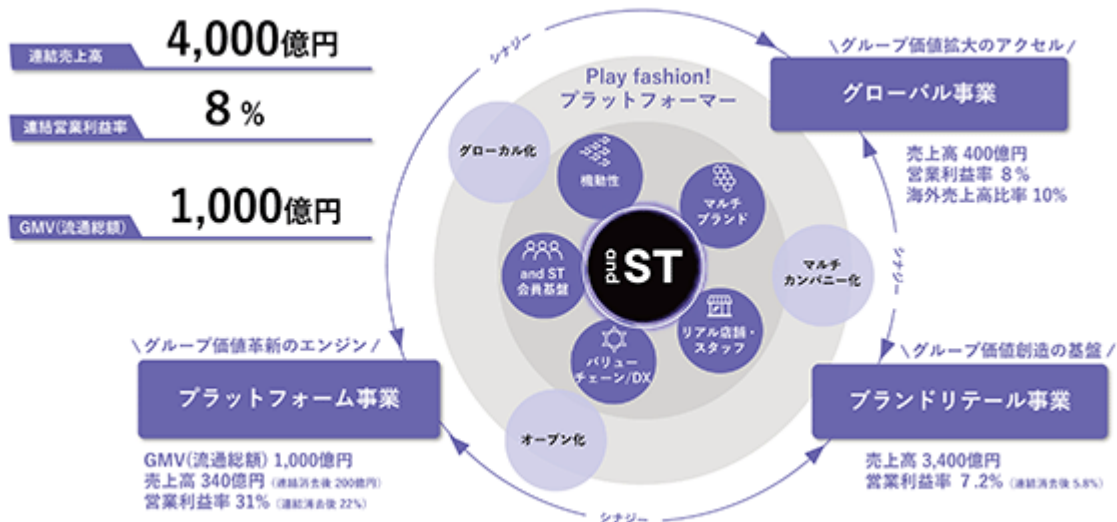 連結売上高
4,000億円
連結営業利益率
8 %
GMV(流通総額)
1,000億円
シナジー
Play fashion!
プラットフォーマー
グローカル化
機動性
マルチ
ブランド
and ST
会員基盤
and ST
マルチ
カンパニー化
リアル店舗・
スタッフ
バリュー
チェーン/DX
オープン化
\グループ価値拡大のアクセル/
グローバル事業
売上高 400億円
営業利益率 8%
海外売上高比率 10%
シナジー
\グループ価値革新のエンジン/
プラットフォーム事業
GMV(流通総額) 1,000億円
売上高 340億円 (連結消去後 200億円)
営業利益率 31% (連結消去後 22%)
\グループ価値創造の基盤/
ブランドリテール事業
売上高 3,400億円
営業利益率 7.2% (連結消去後 5.8%)
シナジー